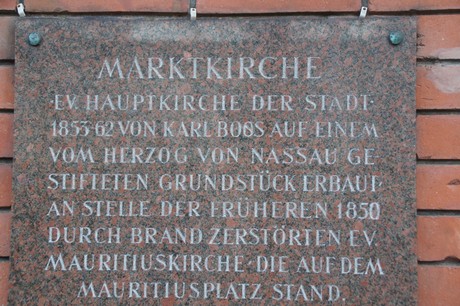 MARKTKIRCHE
·EV. HAUPTKIRCHE DER STADT·
1853-62 VON KARL BOOS AUF EINEM
VOM HERZOG VON NASSAU GE
STIFTETEN GRUNDSTÜCK ERBAUT·
AN STELLE DER FRÜHEREN 1850
DURCH BRAND ZERSTÖRTEN EV.
MAURITIUSKIRCHE · DIE AUF DEM
MAURITIUSPLATZ STAND.